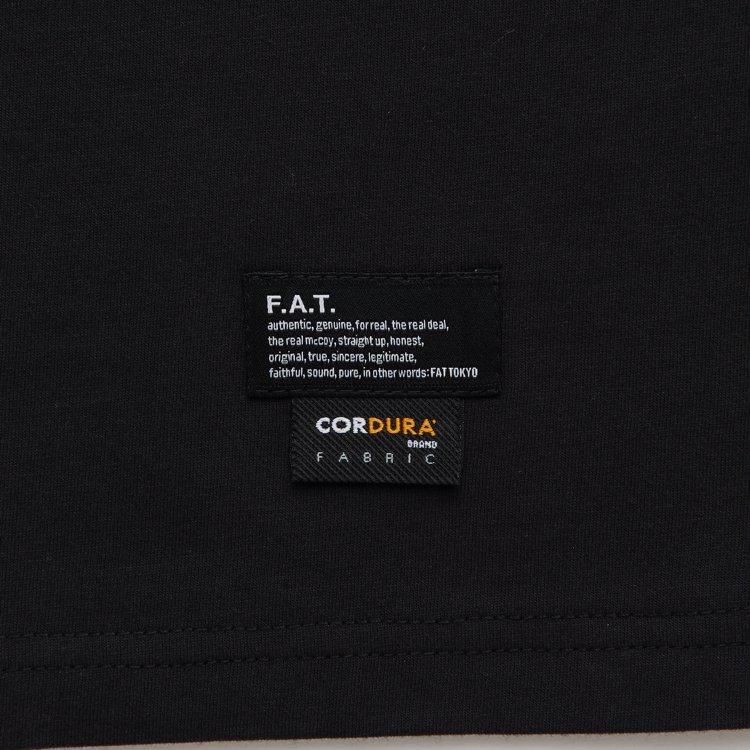 F.A.T.
authentic, genuine, for real, the real deal,
the real mccoy, straight up, honest,
original, true, sincere, legitimate,
faithful, sound, pure, in other words: FAT TOKYO
CORDURA®
BRAND
FABRIC